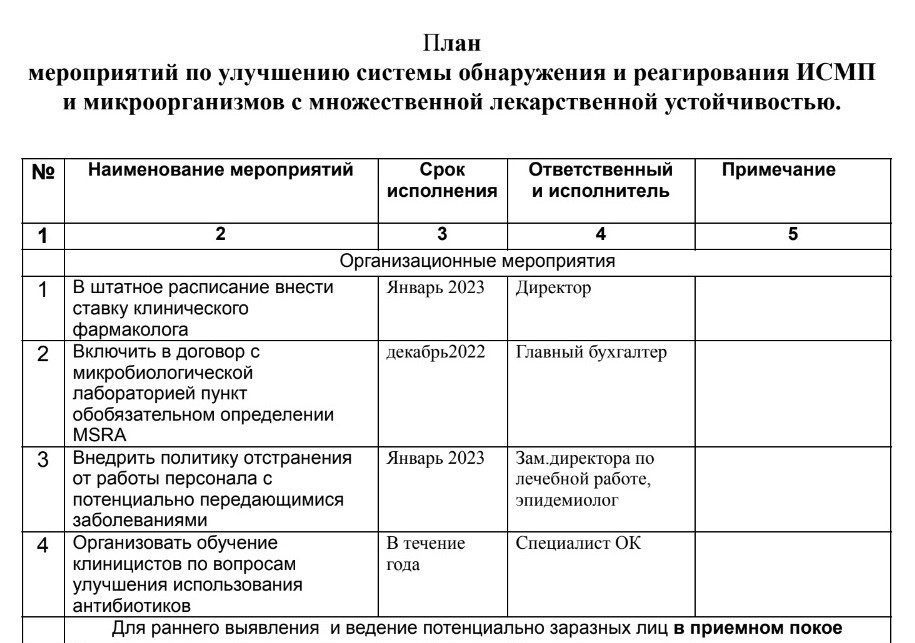 План
мероприятий по улучшению системы обнаружения и реагирования ИСМП
и микроорганизмов с множественной лекарственной устойчивостью.
№ Наименование мероприятий Срок исполнения Ответственный и исполнитель Примечание
1 2 3 4 5
Организационные мероприятия
1 В штатное расписание внести Январь 2023 Директор
ставку клинического
фармаколога
2 Включить в договор с декабрь2022 Главный бухгалтер
микробиологической
лабораторией пункт
обобязательном определении
MSRA
3 Внедрить политику отстранения Январь 2023 Зам.директора по
от работы персонала с лечебной работе,
потенциально передающимися эпидемиолог
заболеваниями
4 Организовать обучение В течение Специалист ОК
клиницистов по вопросам года
улучшения использования
антибиотиков
Для раннего выявления и ведение потенциально заразных лиц в приемном покое